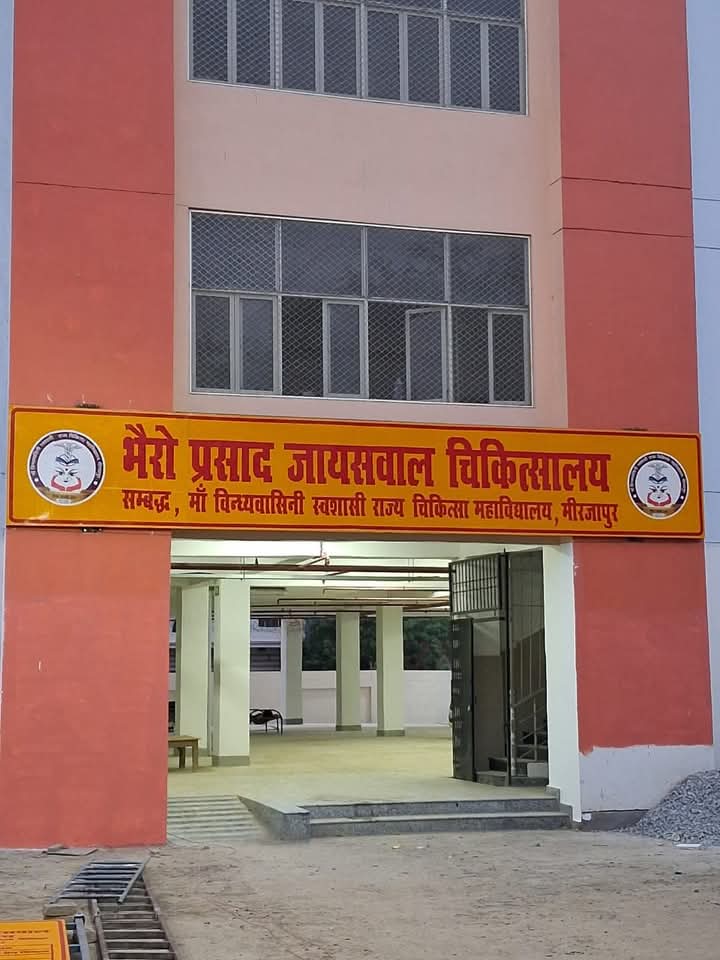 भैरो प्रसाद जायसवाल चिकित्सालय
सम्बद्ध, माँ विन्ध्यवासिनी स्वशासी राज्य चिकित्सा महाविद्यालय, मीरजापुर